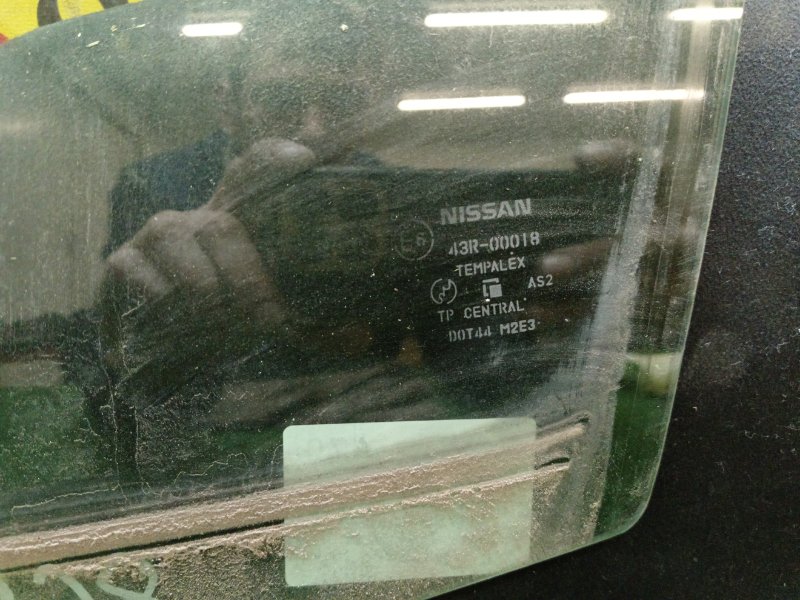 NISSAN
43R-00018
TEMPALEX
AS2
TP CENTRAL
DOT44 M2E3